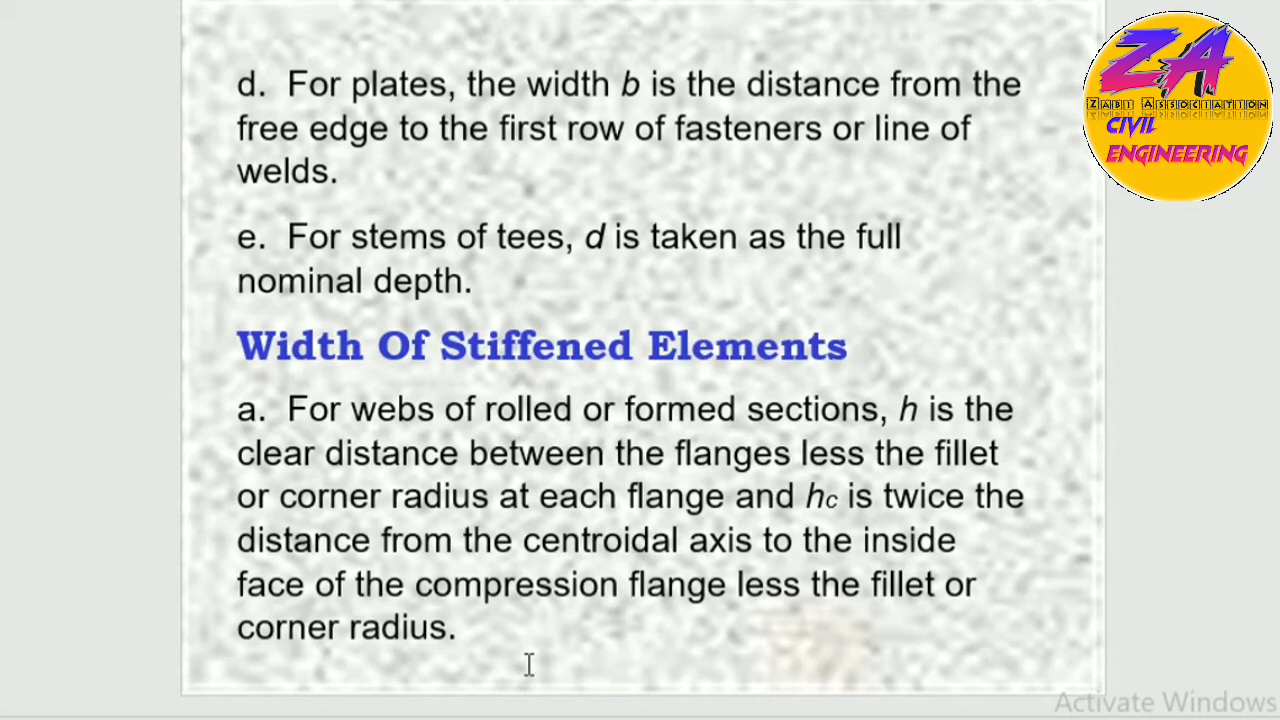 d. For plates, the width b is the distance from the
free edge to the first row of fasteners or line of
welds.
e. For stems of tees, d is taken as the full
nominal depth.
Width Of Stiffened Elements
a. For webs of rolled or formed sections, h is the
clear distance between the flanges less the fillet
or corner radius at each flange and hc is twice the
distance from the centroidal axis to the inside
face of the compression flange less the fillet or
corner radius.
ZA
ZABI ASSOCIATION
CIVIL
ENGINEERING
Activate Windows